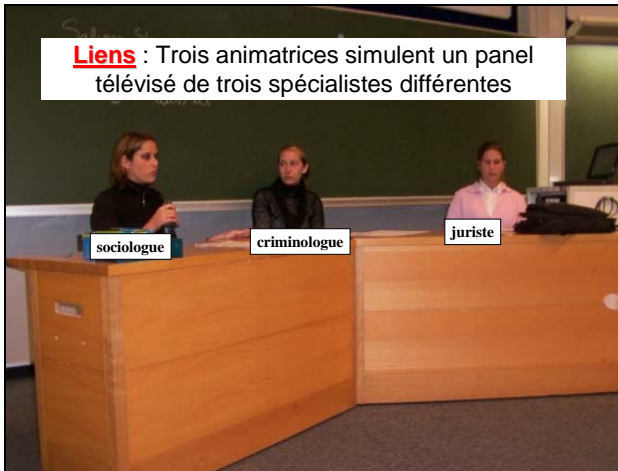 Liens : Trois animatrices simulent un panel
télévisé de trois spécialistes différentes
sociologue
criminologue
juriste